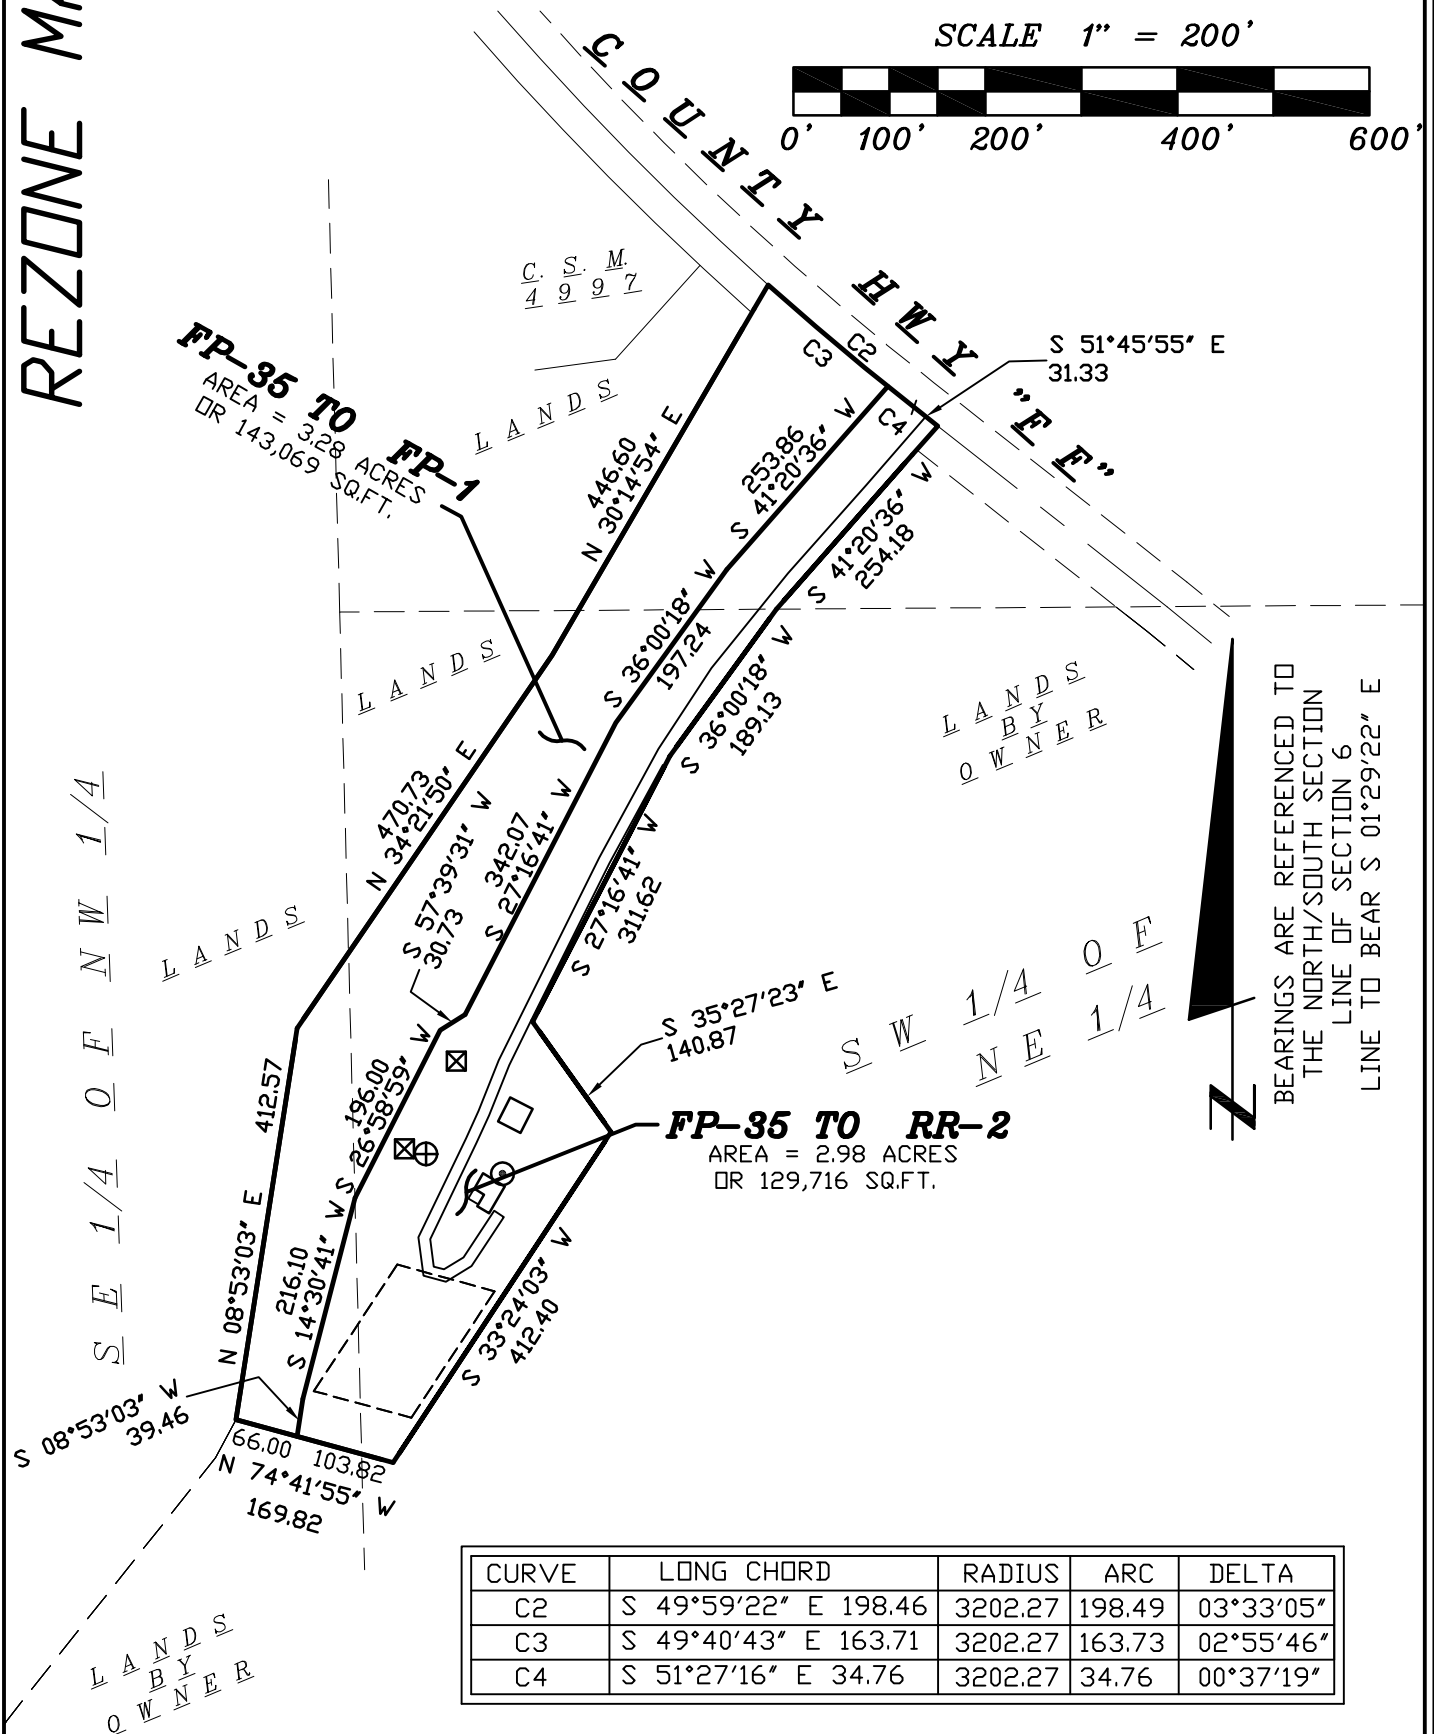 REZONE
SCALE 1" = 200'
0' 100' 200' 400' 600'
COUNTY HWY "EE"
C. S. M.
4 9 9 7
LANDS
FP-35 TO FP-1
AREA = 3.28 ACRES
OR 143,069 SQ.FT.
C3
C2
C4
S 51°45'55" E
31.33
446.60
N 30°14'54" E
253.86
S 41°20'36" W
S 41°20'36" W
254.18
S 36°00'18" W
197.24
S 36°00'18" W
189.13
LANDS
LANDS
BY
OWNER
470.73
N 34°21'50" E
S 57°39'31" W
30.73
342.07
S 27°16'41" W
S 27°16'41" W
311.62
LANDS
SE 1/4 OF NW 1/4
SW 1/4 OF
NE 1/4
S 35°27'23" E
140.87
BEARINGS ARE REFERENCED TO
THE NORTH/SOUTH SECTION
LINE OF SECTION 6
LINE TO BEAR S 01°29'22" E
N
412.57
N 08°53'03" E
196.00
S 26°58'59" W
FP-35 TO RR-2
AREA = 2.98 ACRES
OR 129,716 SQ.FT.
216.10
S 14°30'41" W
S 33°24'03" W
412.40
S 08°53'03" W
39.46
66.00 103.82
N 74°41'55" W
169.82
LANDS
BY
OWNER
CURVE LONG CHORD RADIUS ARC DELTA
C2 S 49°59'22" E 198.46 3202.27 198.49 03°33'05"
C3 S 49°40'43" E 163.71 3202.27 163.73 02°55'46"
C4 S 51°27'16" E 34.76 3202.27 34.76 00°37'19"